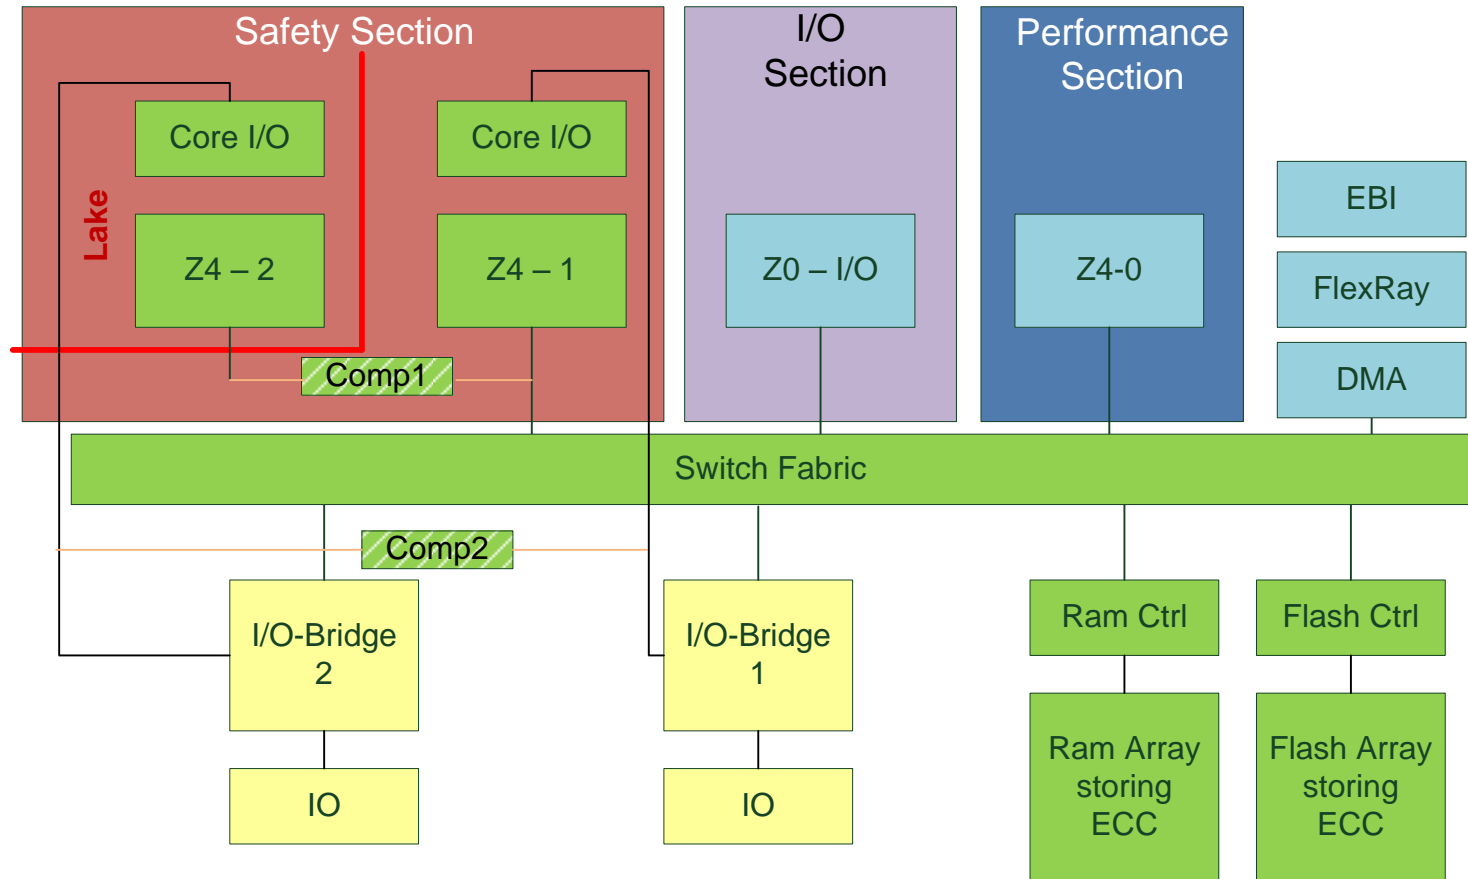 Safety Section
I/O
Section
Performance
Section
Core I/O
Core I/O
Lake
Z4 – 2
Z4 – 1
Z0 – I/O
Z4-0
EBI
FlexRay
DMA
Comp1
Switch Fabric
Comp2
I/O-Bridge
2
I/O-Bridge
1
Ram Ctrl
Flash Ctrl
IO
IO
Ram Array
storing
ECC
Flash Array
storing
ECC